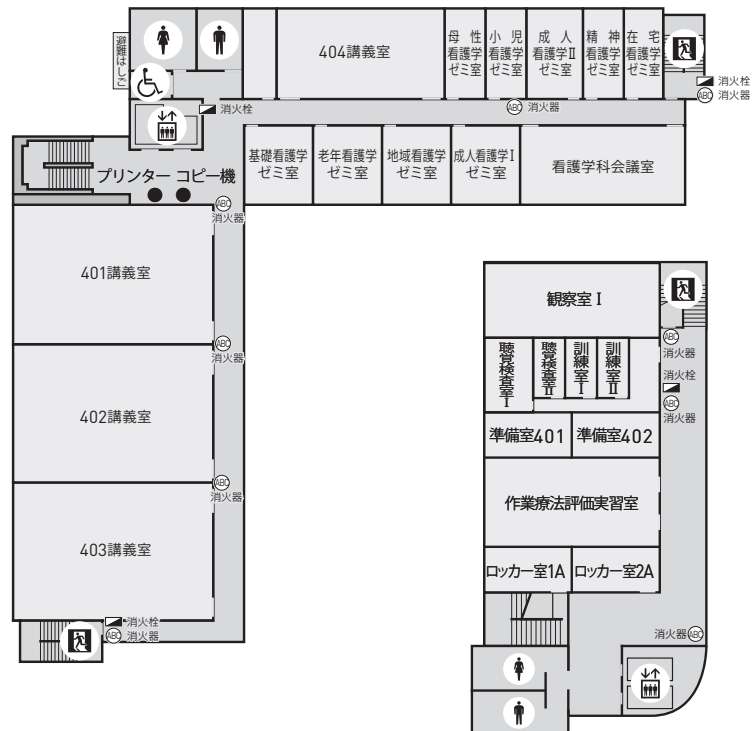 避難はしご
404講義室
母性
看護学
ゼミ室
小児
看護学
ゼミ室
成人
看護学Ⅱ
ゼミ室
精神
看護学
ゼミ室
在宅
看護学
ゼミ室
消火栓
ABC 消火器
消火栓
ABC 消火器
プリンター コピー機
基礎看護学
ゼミ室
老年看護学
ゼミ室
地域看護学
ゼミ室
成人看護学Ⅰ
ゼミ室
看護学科会議室
ABC
消火器
401講義室
ABC
消火器
402講義室
ABC
消火器
403講義室
消火栓
ABC 消火器
観察室Ⅰ
聴覚検査室Ⅰ
聴覚検査室Ⅱ
訓練室Ⅰ
訓練室Ⅱ
ABC
消火器
消火栓
ABC
消火器
準備室401
準備室402
作業療法評価実習室
ロッカー室1A
ロッカー室2A
消火器 ABC